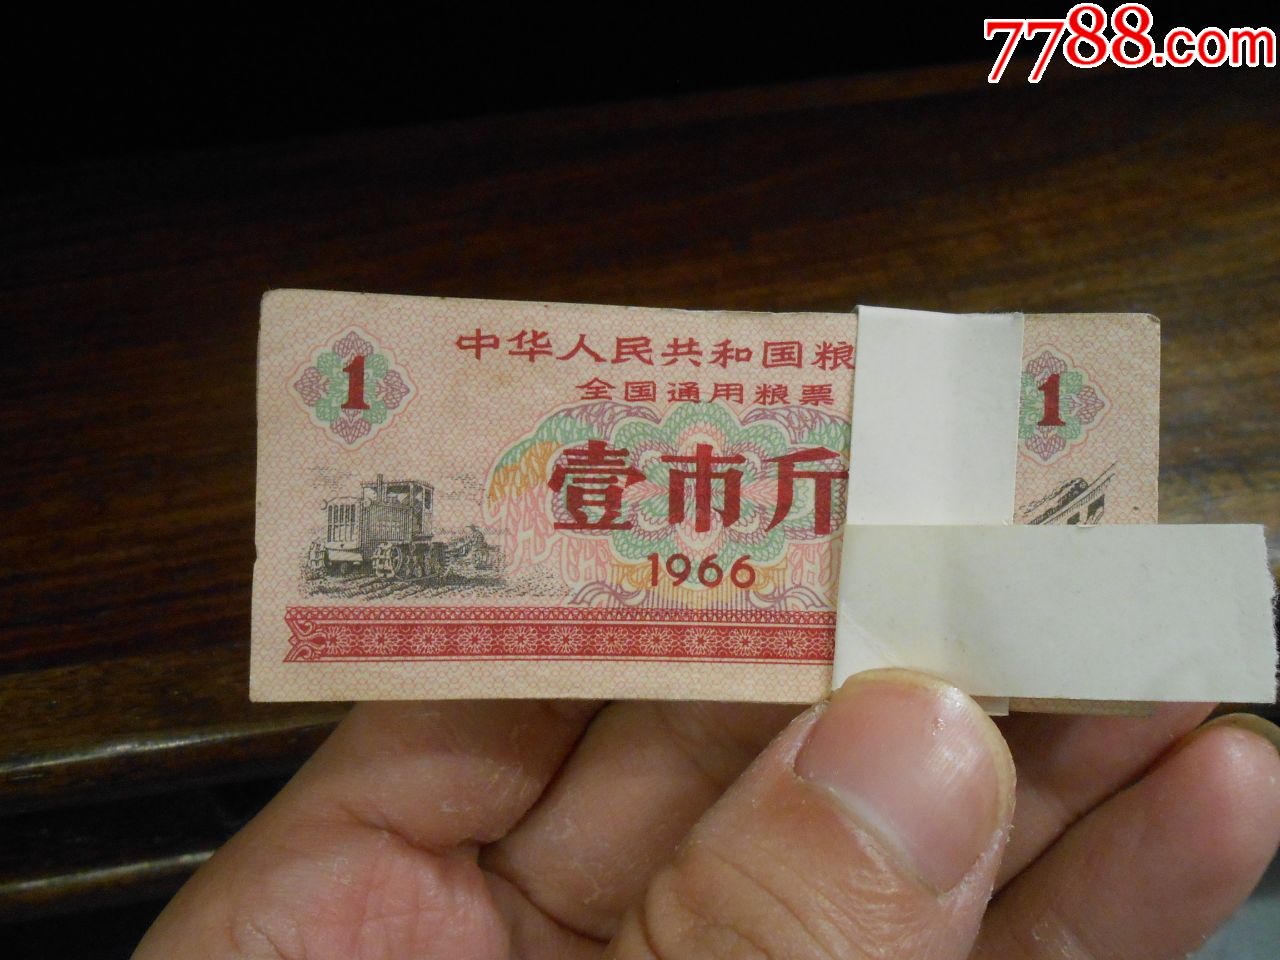 7788.com
中华人民共和国粮
全国通用粮票
1
1
壹市斤
1966